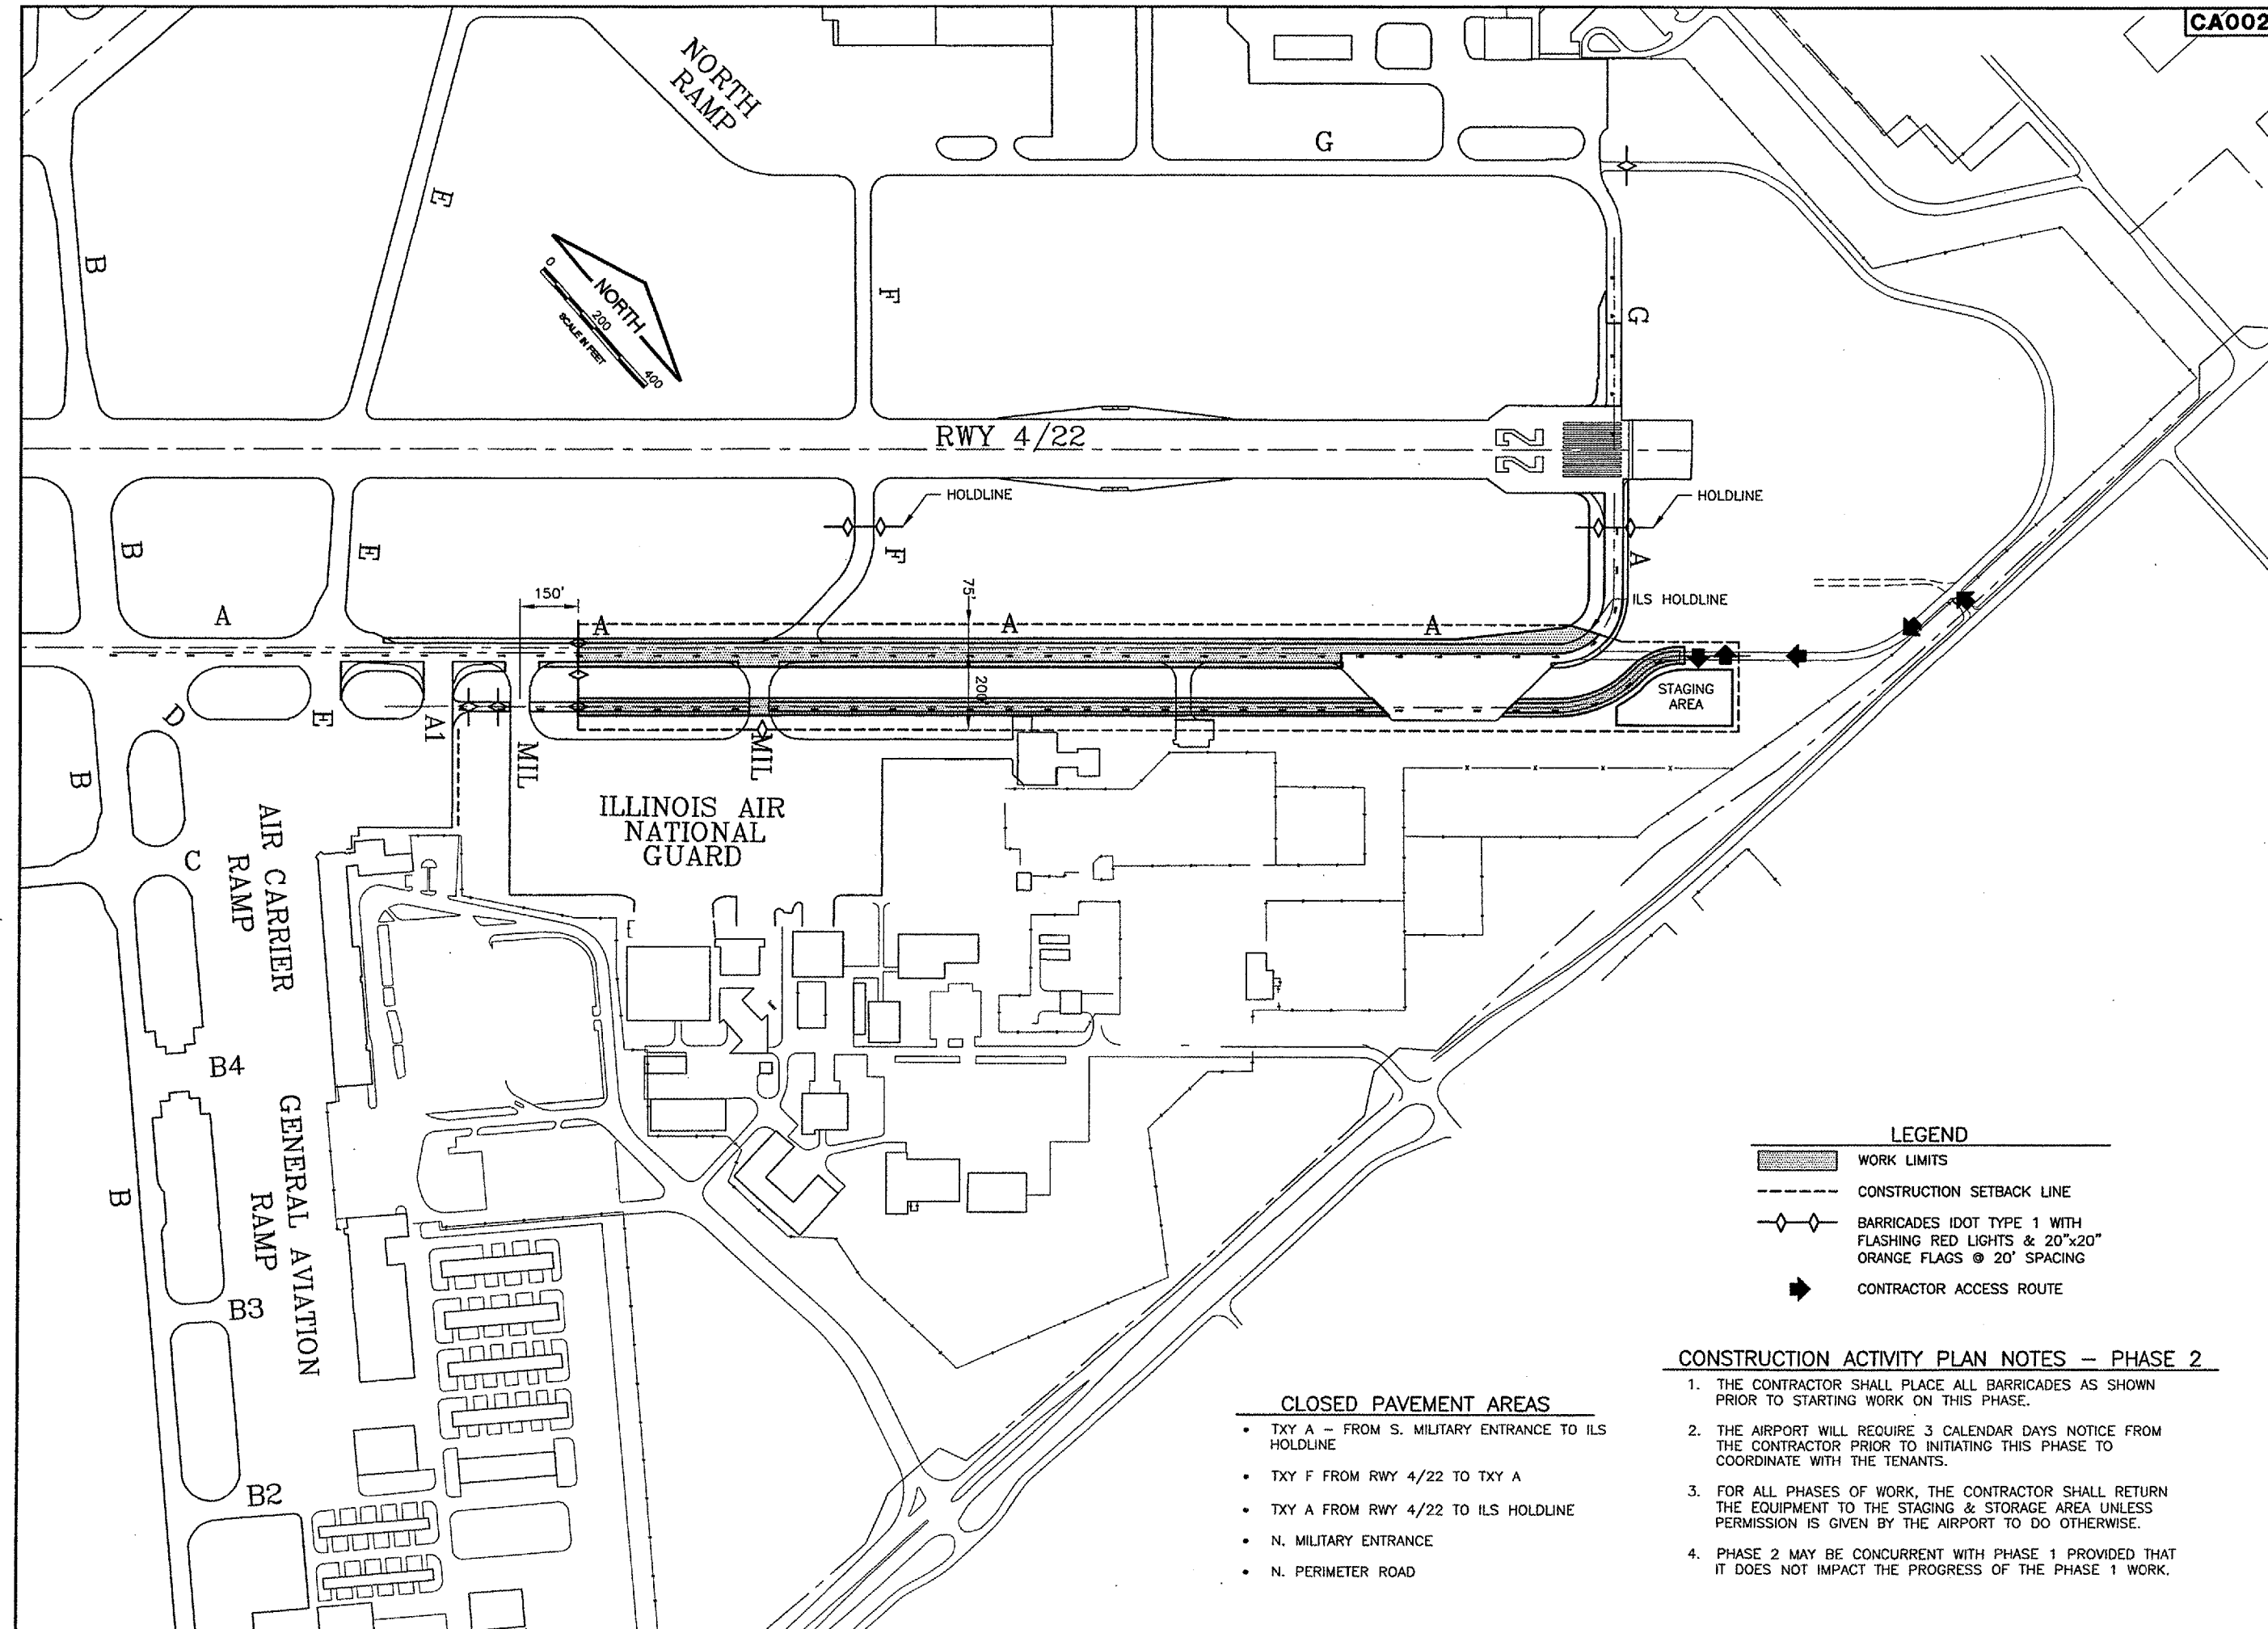 CA002
NORTH
RAMP
G
E
B
F
0
NORTH
200
SCALE IN FEET
400
G
RWY 4/22
22
HOLDLINE
HOLDLINE
B
E
F
A
75'
150'
ILS HOLDLINE
A
A
A
A
200'
STAGING
AREA
D
E
A1
MIL
MIL
B
ILLINOIS AIR
NATIONAL
GUARD
AIR CARRIER
RAMP
C
B4
GENERAL AVIATION
RAMP
B
B3
B2
LEGEND
WORK LIMITS
CONSTRUCTION SETBACK LINE
BARRICADES IDOT TYPE 1 WITH
FLASHING RED LIGHTS & 20"x20"
ORANGE FLAGS @ 20' SPACING
CONTRACTOR ACCESS ROUTE
CLOSED PAVEMENT AREAS
• TXY A – FROM S. MILITARY ENTRANCE TO ILS
HOLDLINE
• TXY F FROM RWY 4/22 TO TXY A
• TXY A FROM RWY 4/22 TO ILS HOLDLINE
• N. MILITARY ENTRANCE
• N. PERIMETER ROAD
CONSTRUCTION ACTIVITY PLAN NOTES – PHASE 2
1. THE CONTRACTOR SHALL PLACE ALL BARRICADES AS SHOWN
PRIOR TO STARTING WORK ON THIS PHASE.
2. THE AIRPORT WILL REQUIRE 3 CALENDAR DAYS NOTICE FROM
THE CONTRACTOR PRIOR TO INITIATING THIS PHASE TO
COORDINATE WITH THE TENANTS.
3. FOR ALL PHASES OF WORK, THE CONTRACTOR SHALL RETURN
THE EQUIPMENT TO THE STAGING & STORAGE AREA UNLESS
PERMISSION IS GIVEN BY THE AIRPORT TO DO OTHERWISE.
4. PHASE 2 MAY BE CONCURRENT WITH PHASE 1 PROVIDED THAT
IT DOES NOT IMPACT THE PROGRESS OF THE PHASE 1 WORK.